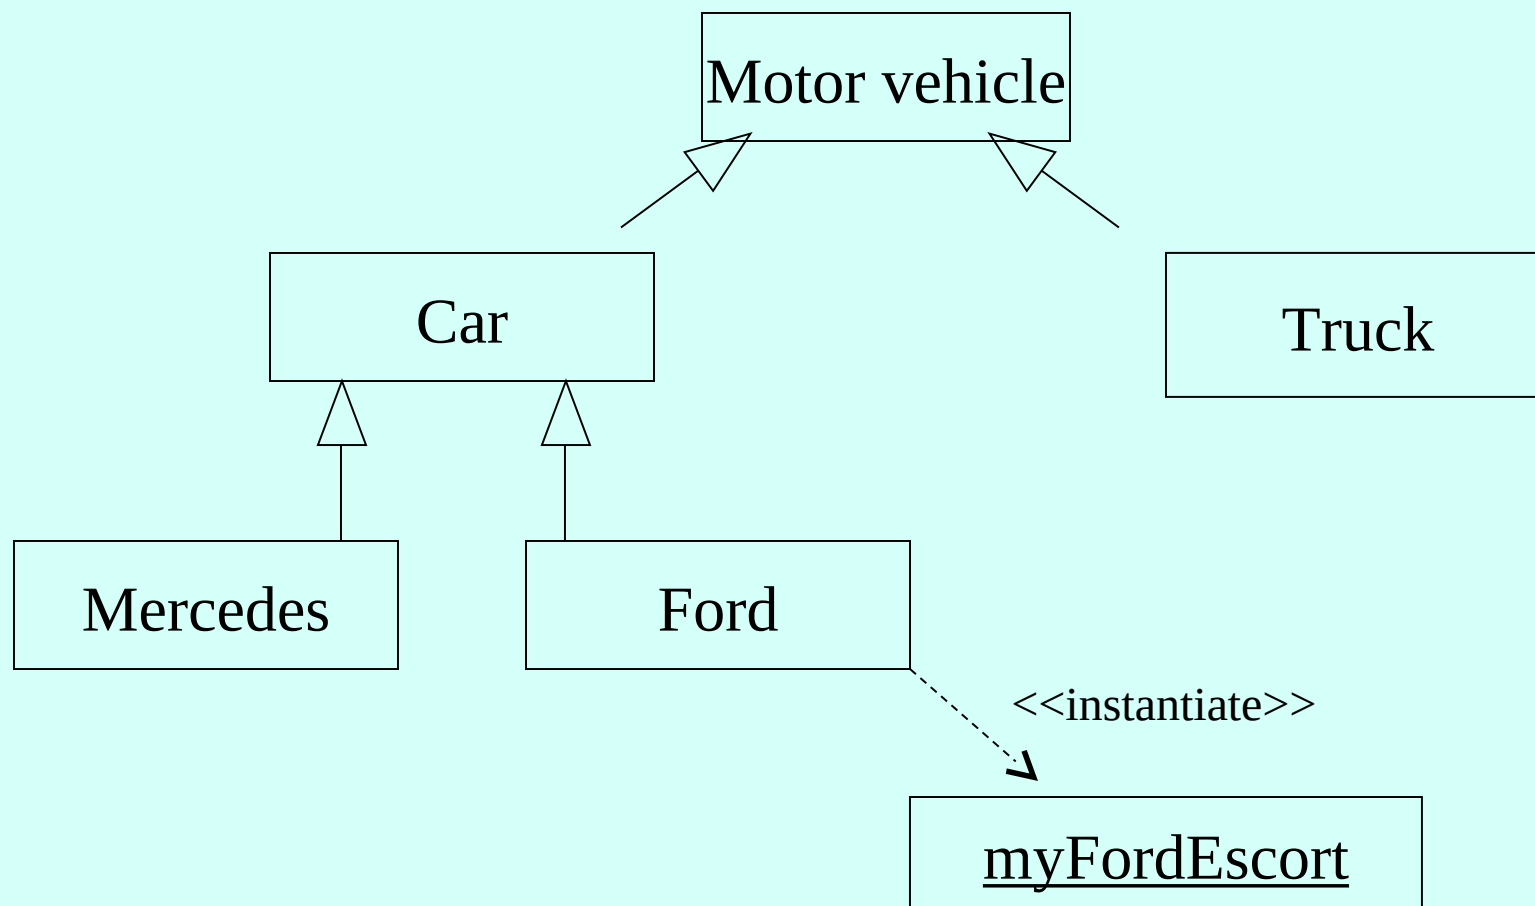 Motor vehicle
Car
Truck
Mercedes
Ford
<<instantiate>>
myFordEscort